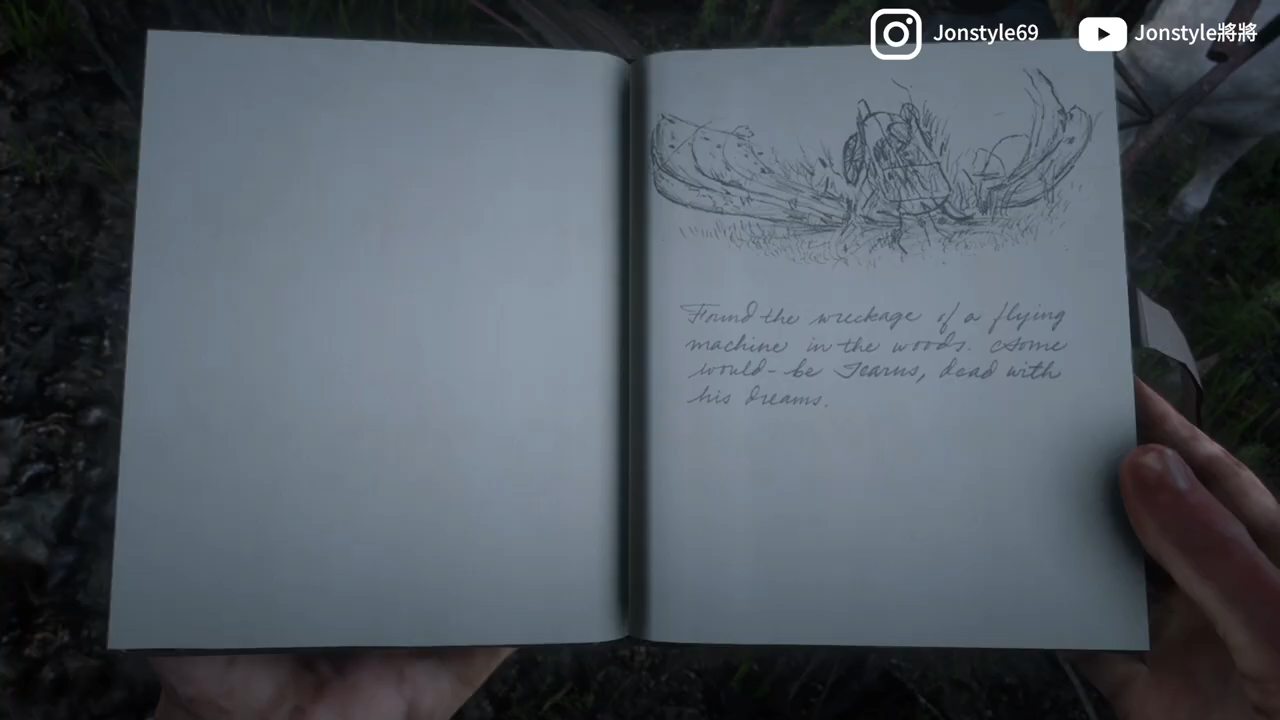 Jonstyle69
Jonstyle將將
Found the wreckage of a flying
machine in the woods. Some
would-be Icarus, dead with
his dreams.